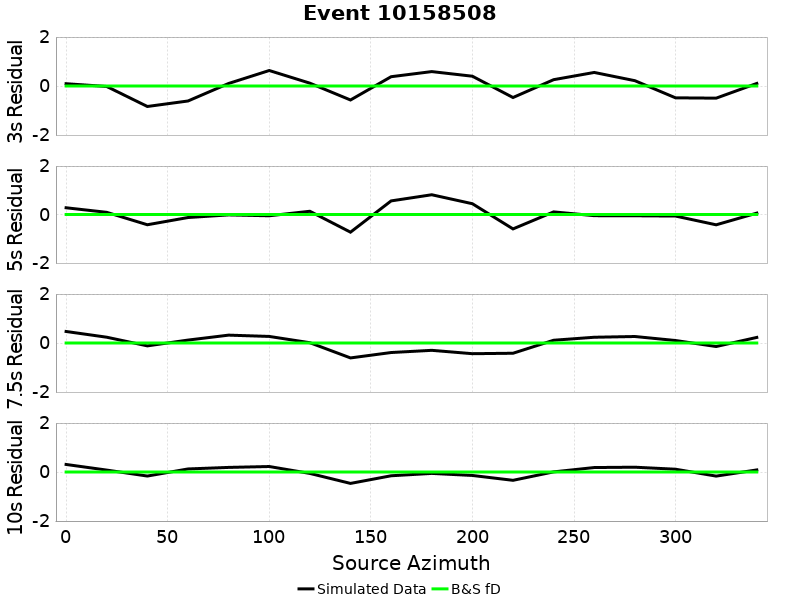 Event 10158508
3s Residual
2
0
-2
5s Residual
2
0
-2
7.5s Residual
2
0
-2
10s Residual
2
0
-2
0 50 100 150 200 250 300
Source Azimuth
Simulated Data B&S fD